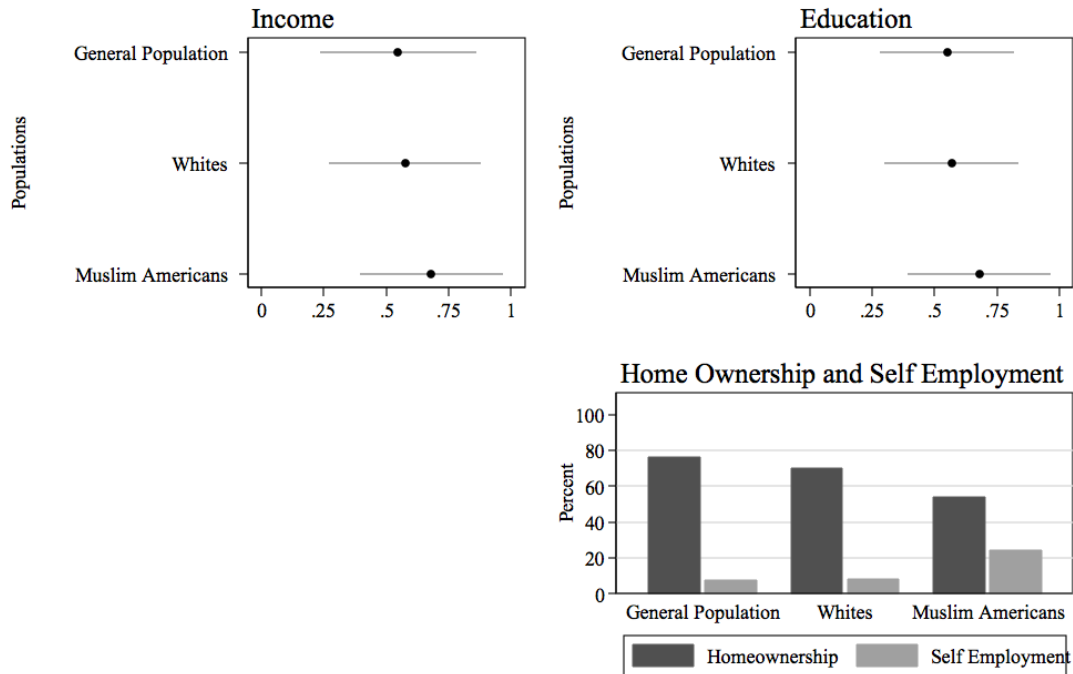 Income
Populations
General Population
Whites
Muslim Americans
0 .25 .5 .75 1
Education
Populations
General Population
Whites
Muslim Americans
0 .25 .5 .75 1
Home Ownership and Self Employment
Percent
100
80
60
40
20
0
General Population Whites Muslim Americans
Homeownership Self Employment